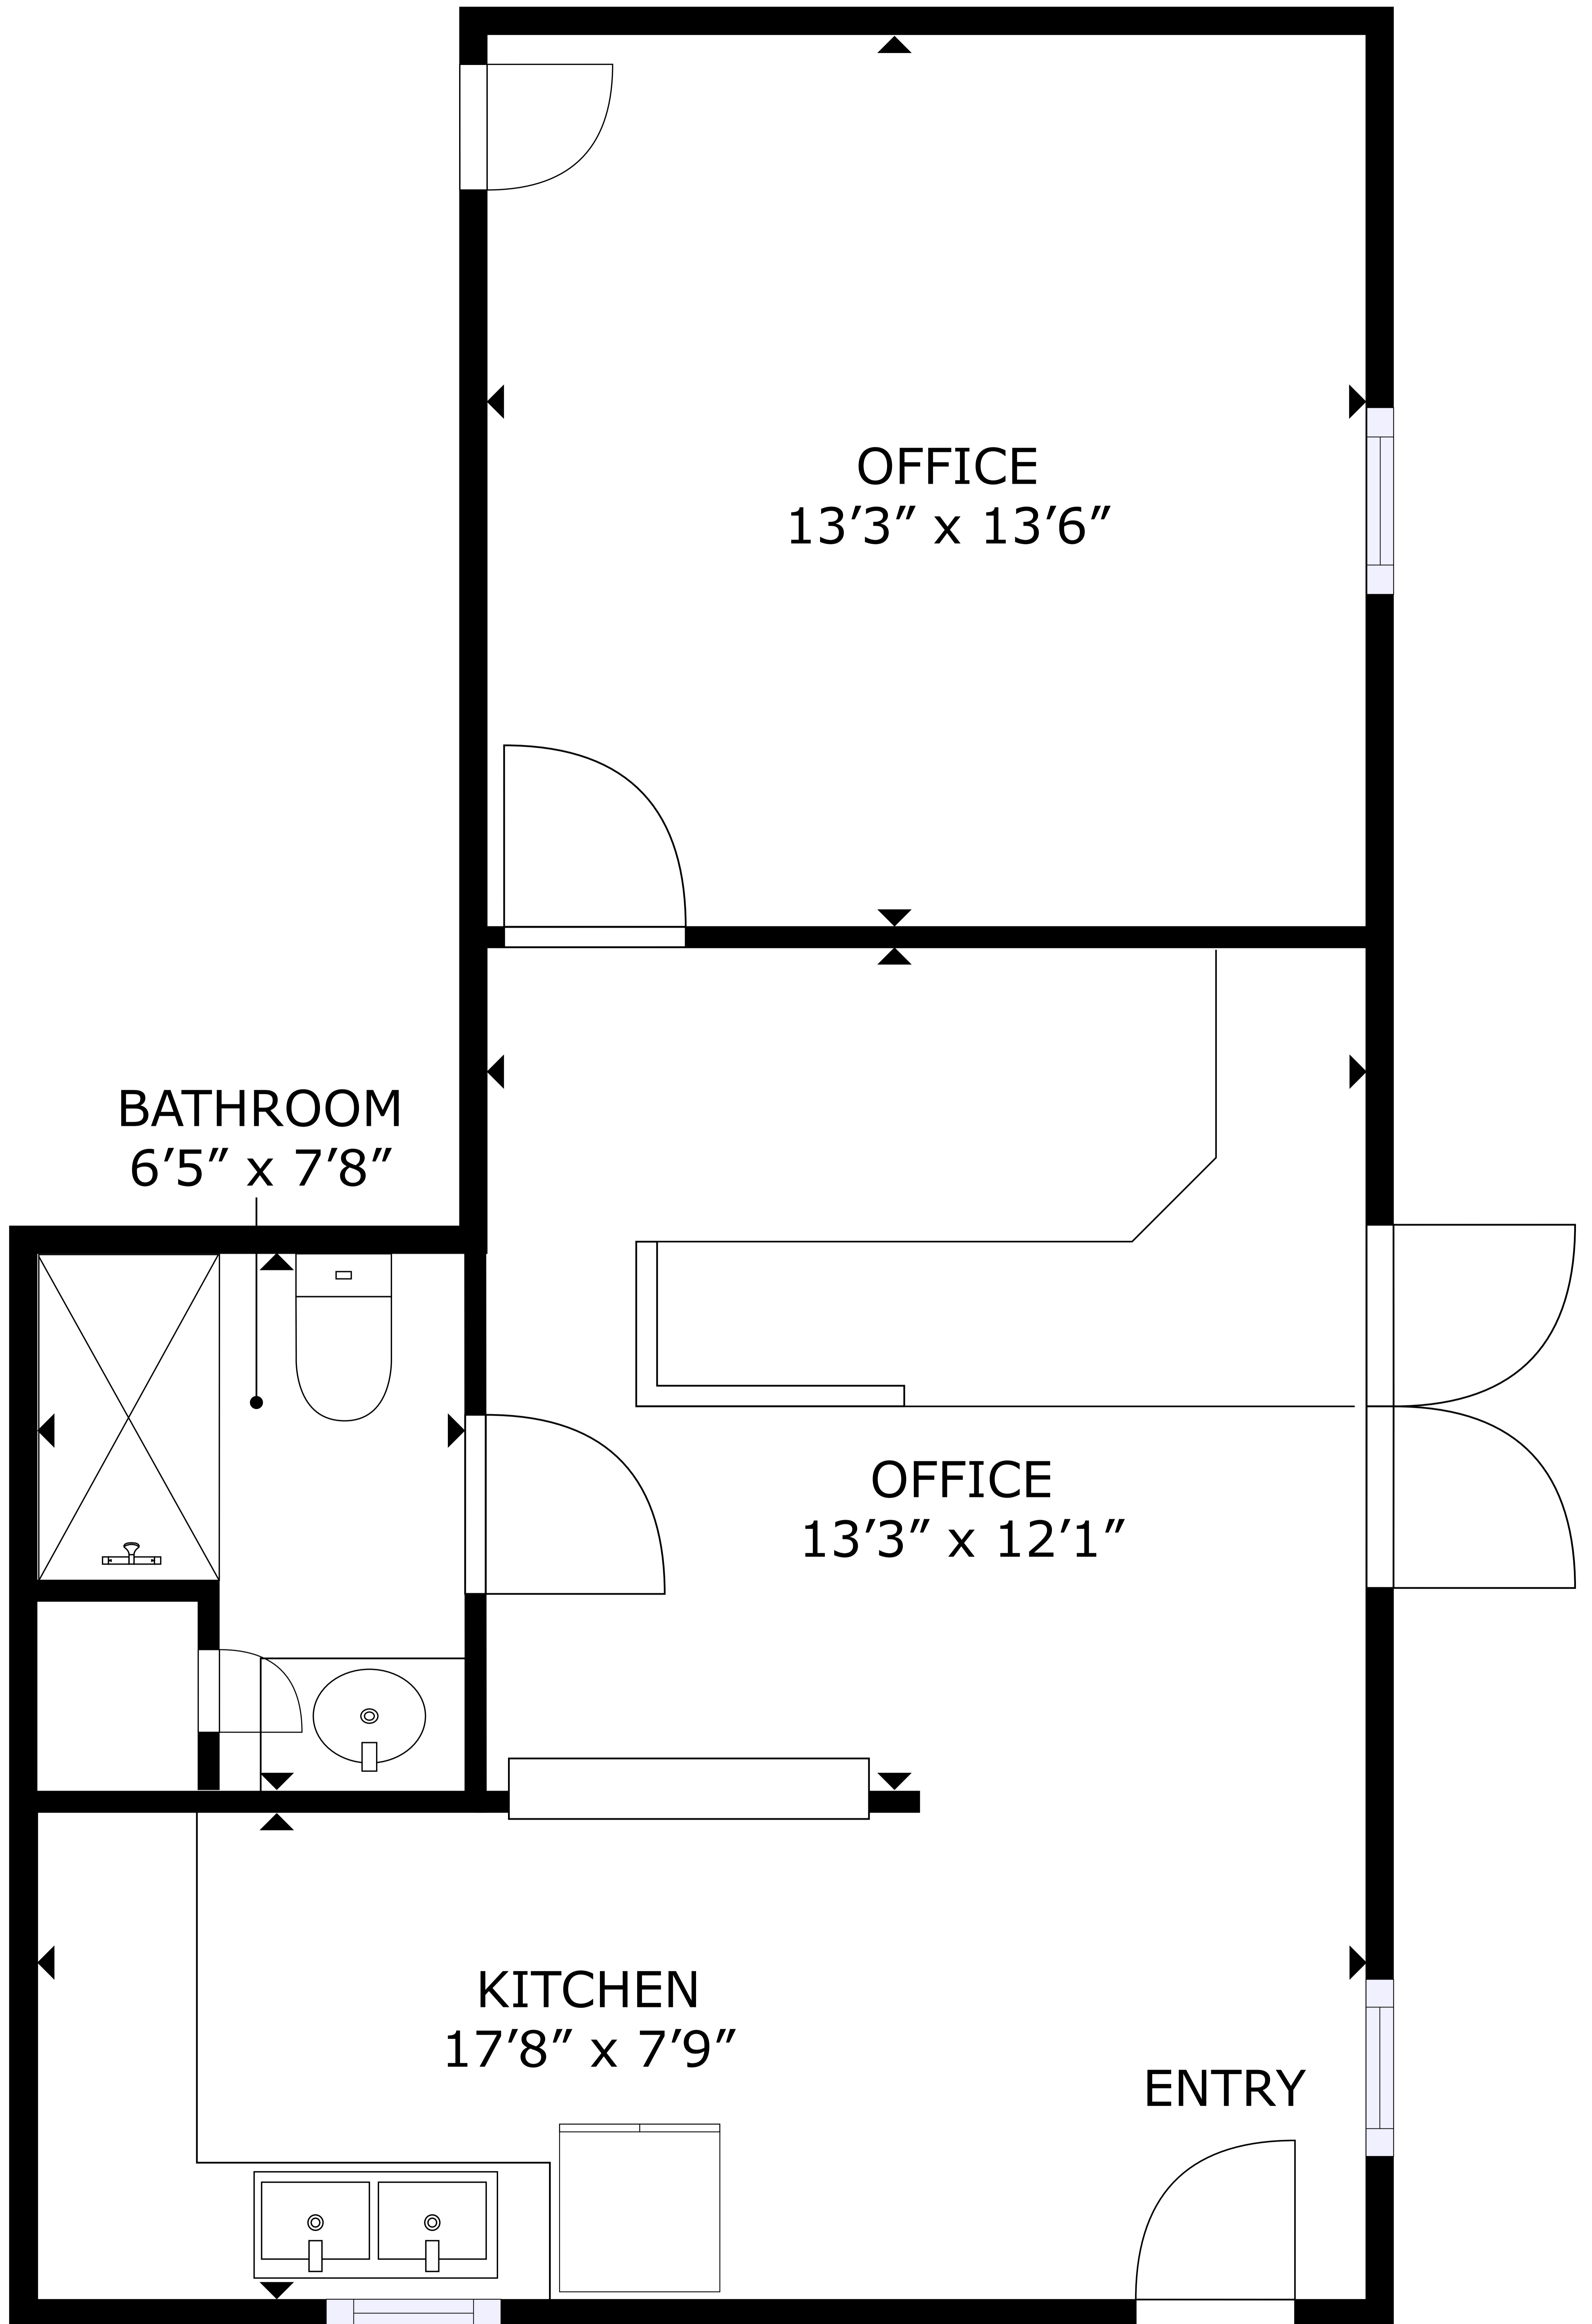 OFFICE
13′3″ x 13′6″
BATHROOM
6′5″ x 7′8″
OFFICE
13′3″ x 12′1″
KITCHEN
17′8″ x 7′9″
ENTRY